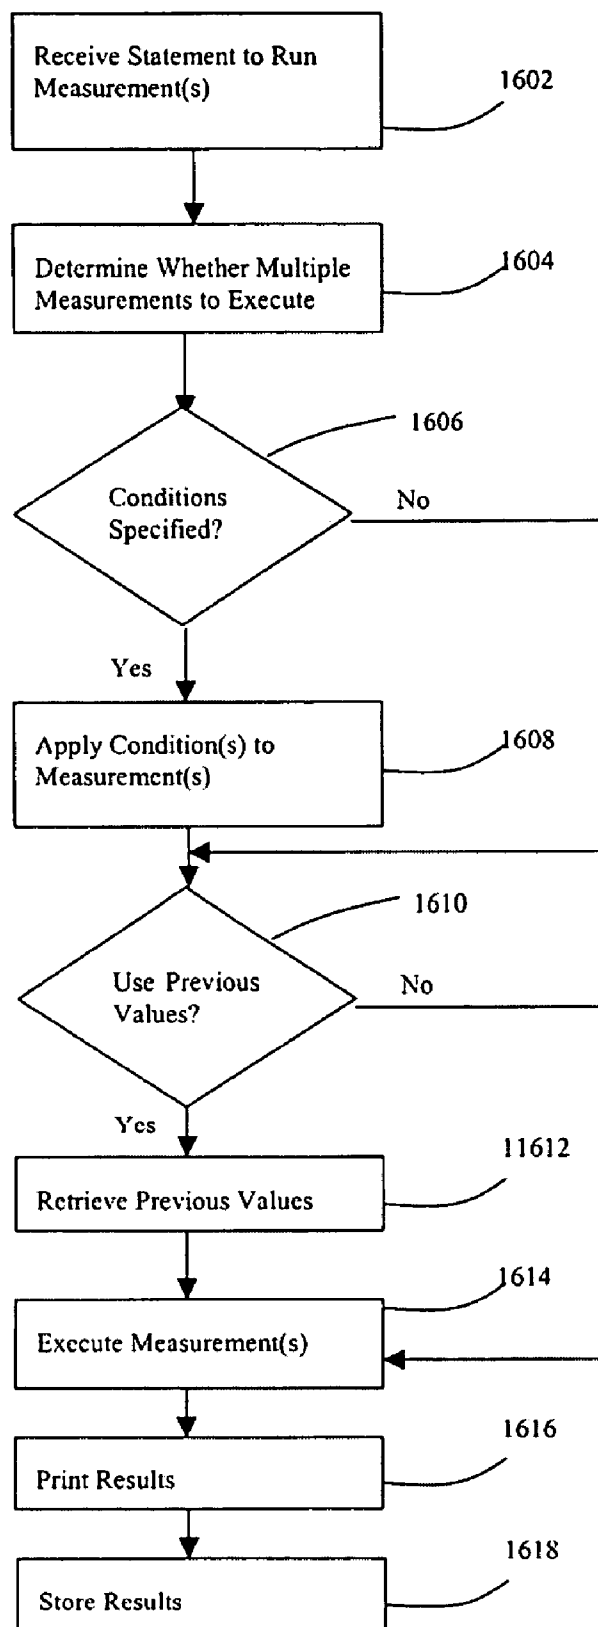 Receive Statement to Run
Measurement(s)
1602
Determine Whether Multiple
Measurements to Execute
1604
1606
Conditions
Specified?
No
Yes
Apply Condition(s) to
Measurement(s)
1608
1610
Use Previous
Values?
No
Yes
11612
Retrieve Previous Values
1614
Execute Measurement(s)
1616
Print Results
1618
Store Results